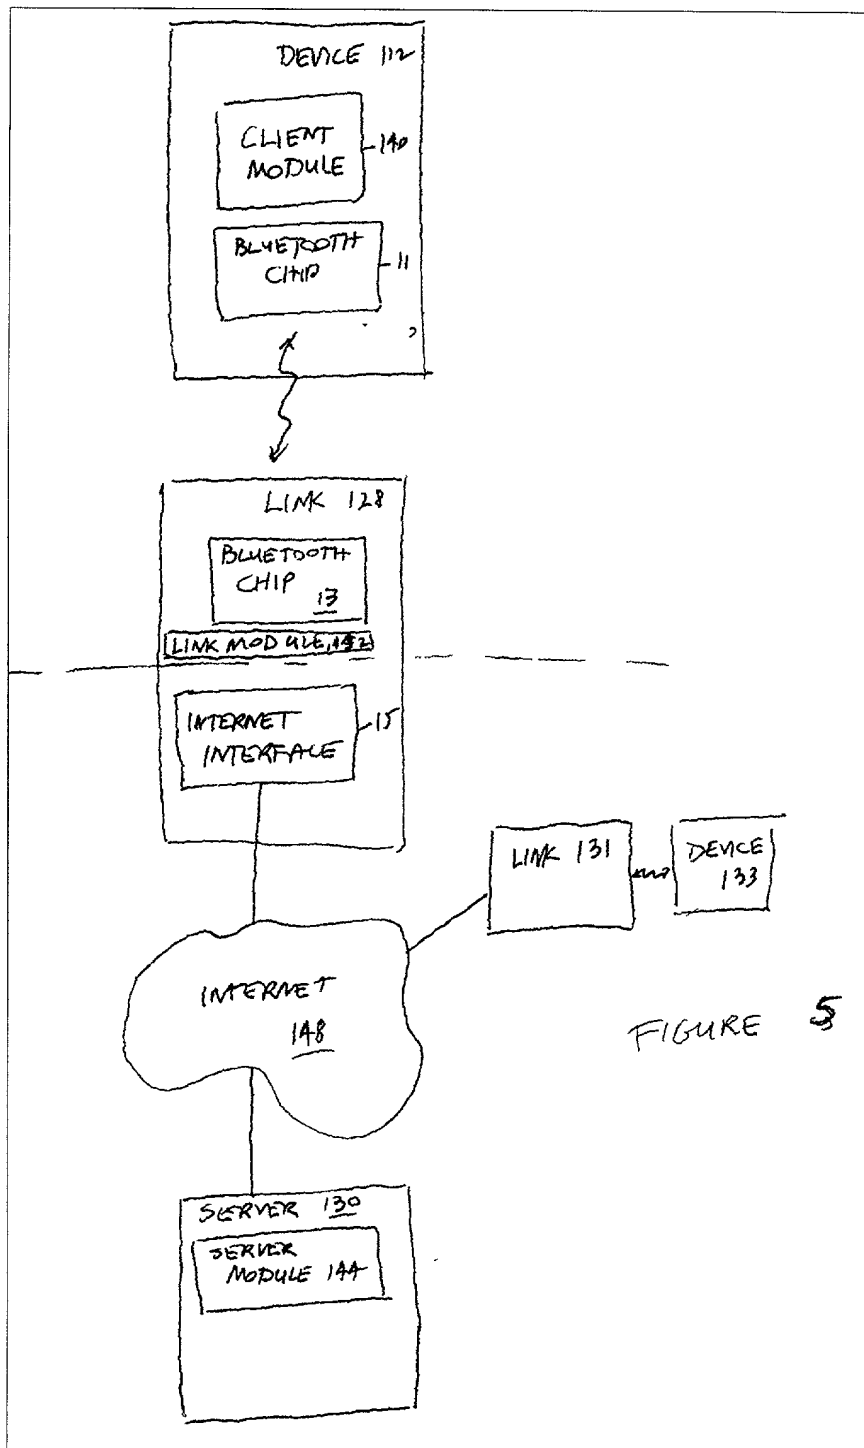 DEVICE 112
CLIENT
MODULE
140
BLUETOOTH
CHIP
11
LINK 128
BLUETOOTH
CHIP 13
LINK MODULE, 142
INTERNET
INTERFACE
15
LINK 131
DEVICE
133
INTERNET
148
FIGURE 5
SERVER 130
SERVER
MODULE 144